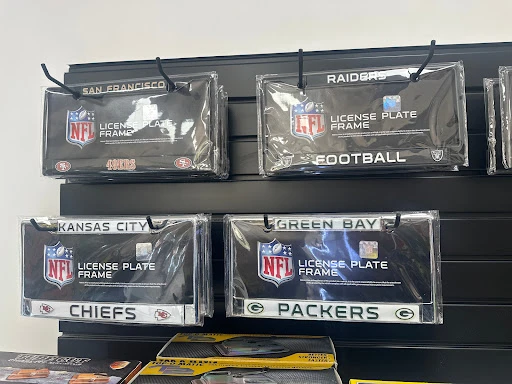 SAN FRANCISCO
NFL
LICENSE PLATE
FRAME
49ERS
RAIDERS
NFL
LICENSE PLATE
FRAME
FOOTBALL
KANSAS CITY
NFL
LICENSE PLATE
FRAME
CHIEFS
GREEN BAY
NFL
LICENSE PLATE
FRAME
G PACKERS G